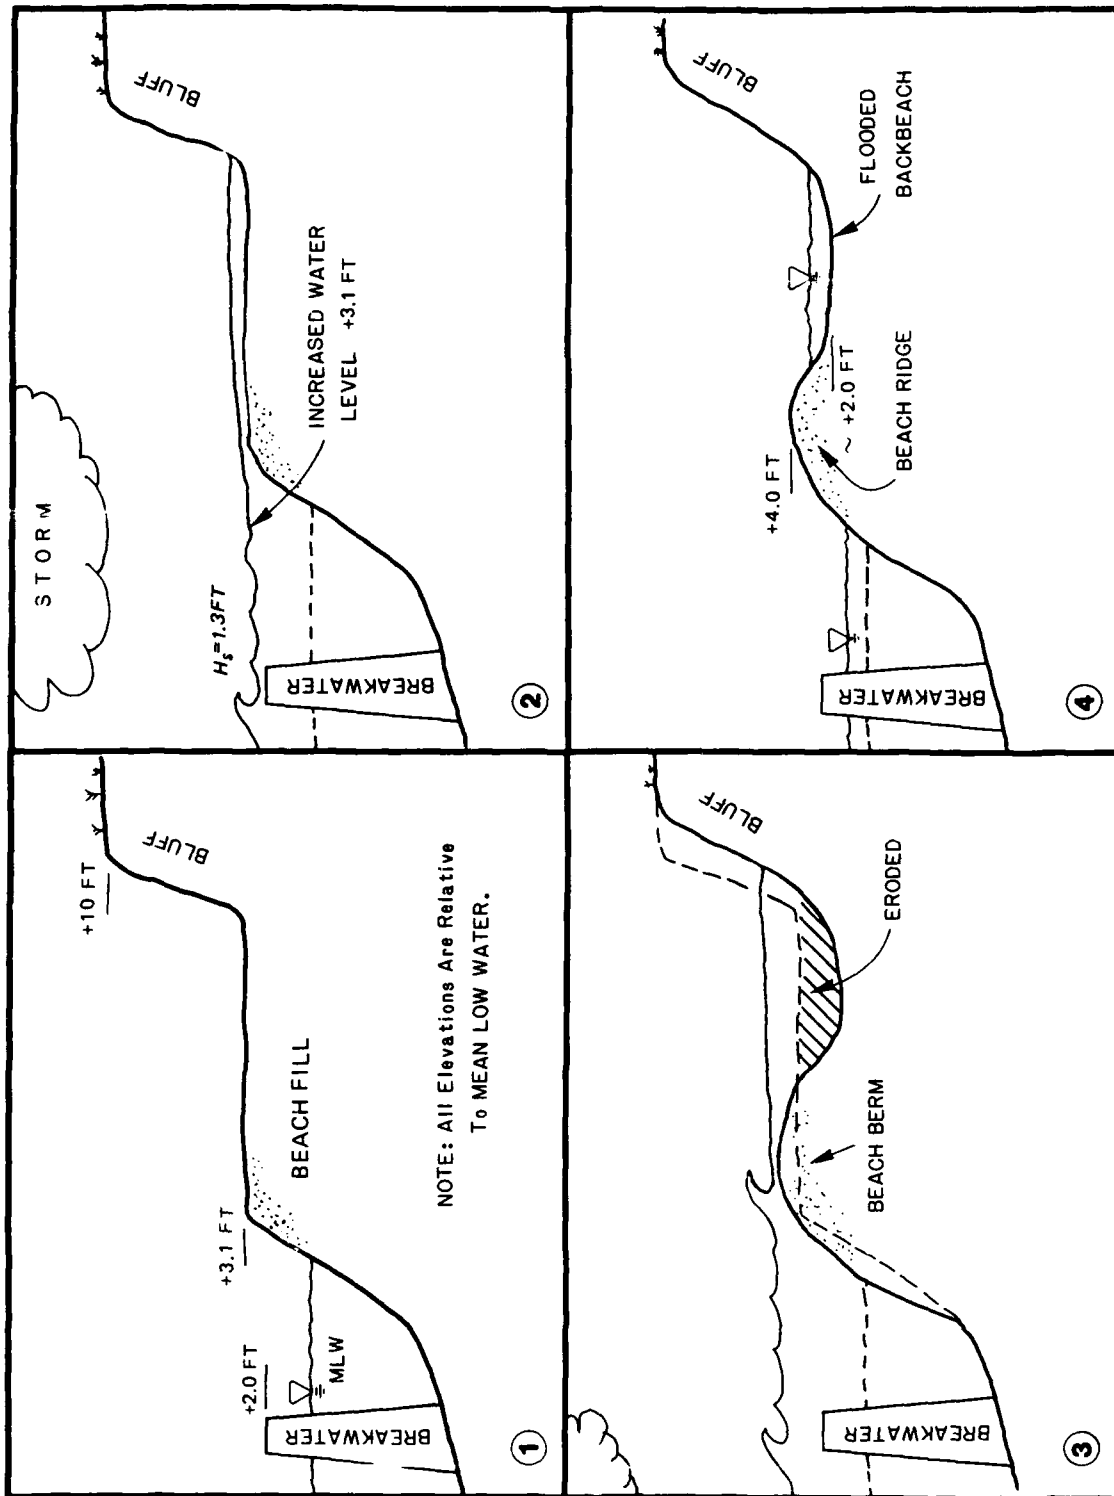 +10 FT
BLUFF
+3.1 FT
BEACH FILL
+2.0 FT
MLW
BREAKWATER
NOTE: All Elevations Are Relative
To MEAN LOW WATER.
1
STORM
BLUFF
Hs=1.3FT
INCREASED WATER
LEVEL +3.1 FT
BREAKWATER
2
BLUFF
ERODED
BEACH BERM
BREAKWATER
3
BLUFF
+4.0 FT
~ +2.0 FT
FLOODED
BACKBEACH
BEACH RIDGE
BREAKWATER
4